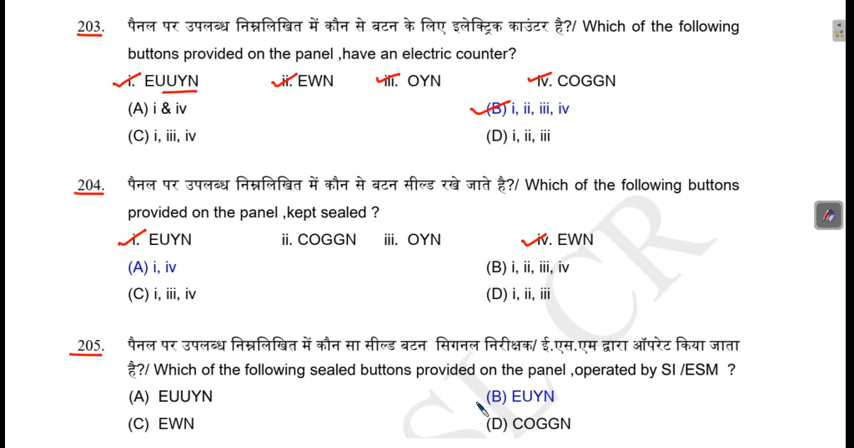 203. पैनल पर उपलब्ध निम्नलिखित में कौन से बटन के लिए इलेक्ट्रिक काउंटर है?/ Which of the following
buttons provided on the panel ,have an electric counter?
i. EUUYN ii. EWN iii. OYN iv. COGGN
(A) i & iv (B) i, ii, iii, iv
(C) i, iii, iv (D) i, ii, iii
204. पैनल पर उपलब्ध निम्नलिखित में कौन से बटन सील्ड रखे जाते है?/ Which of the following buttons
provided on the panel ,kept sealed ?
i. EUYN ii. COGGN iii. OYN iv. EWN
(A) i, iv (B) i, ii, iii, iv
(C) i, iii, iv (D) i, ii, iii
205. पैनल पर उपलब्ध निम्नलिखित में कौन सा सील्ड बटन सिगनल निरीक्षक/ ई.एस.एम द्वारा ऑपरेट किया जाता
है?/ Which of the following sealed buttons provided on the panel ,operated by SI /ESM ?
(A) EUUYN (B) EUYN
(C) EWN (D) COGGN
SL CR